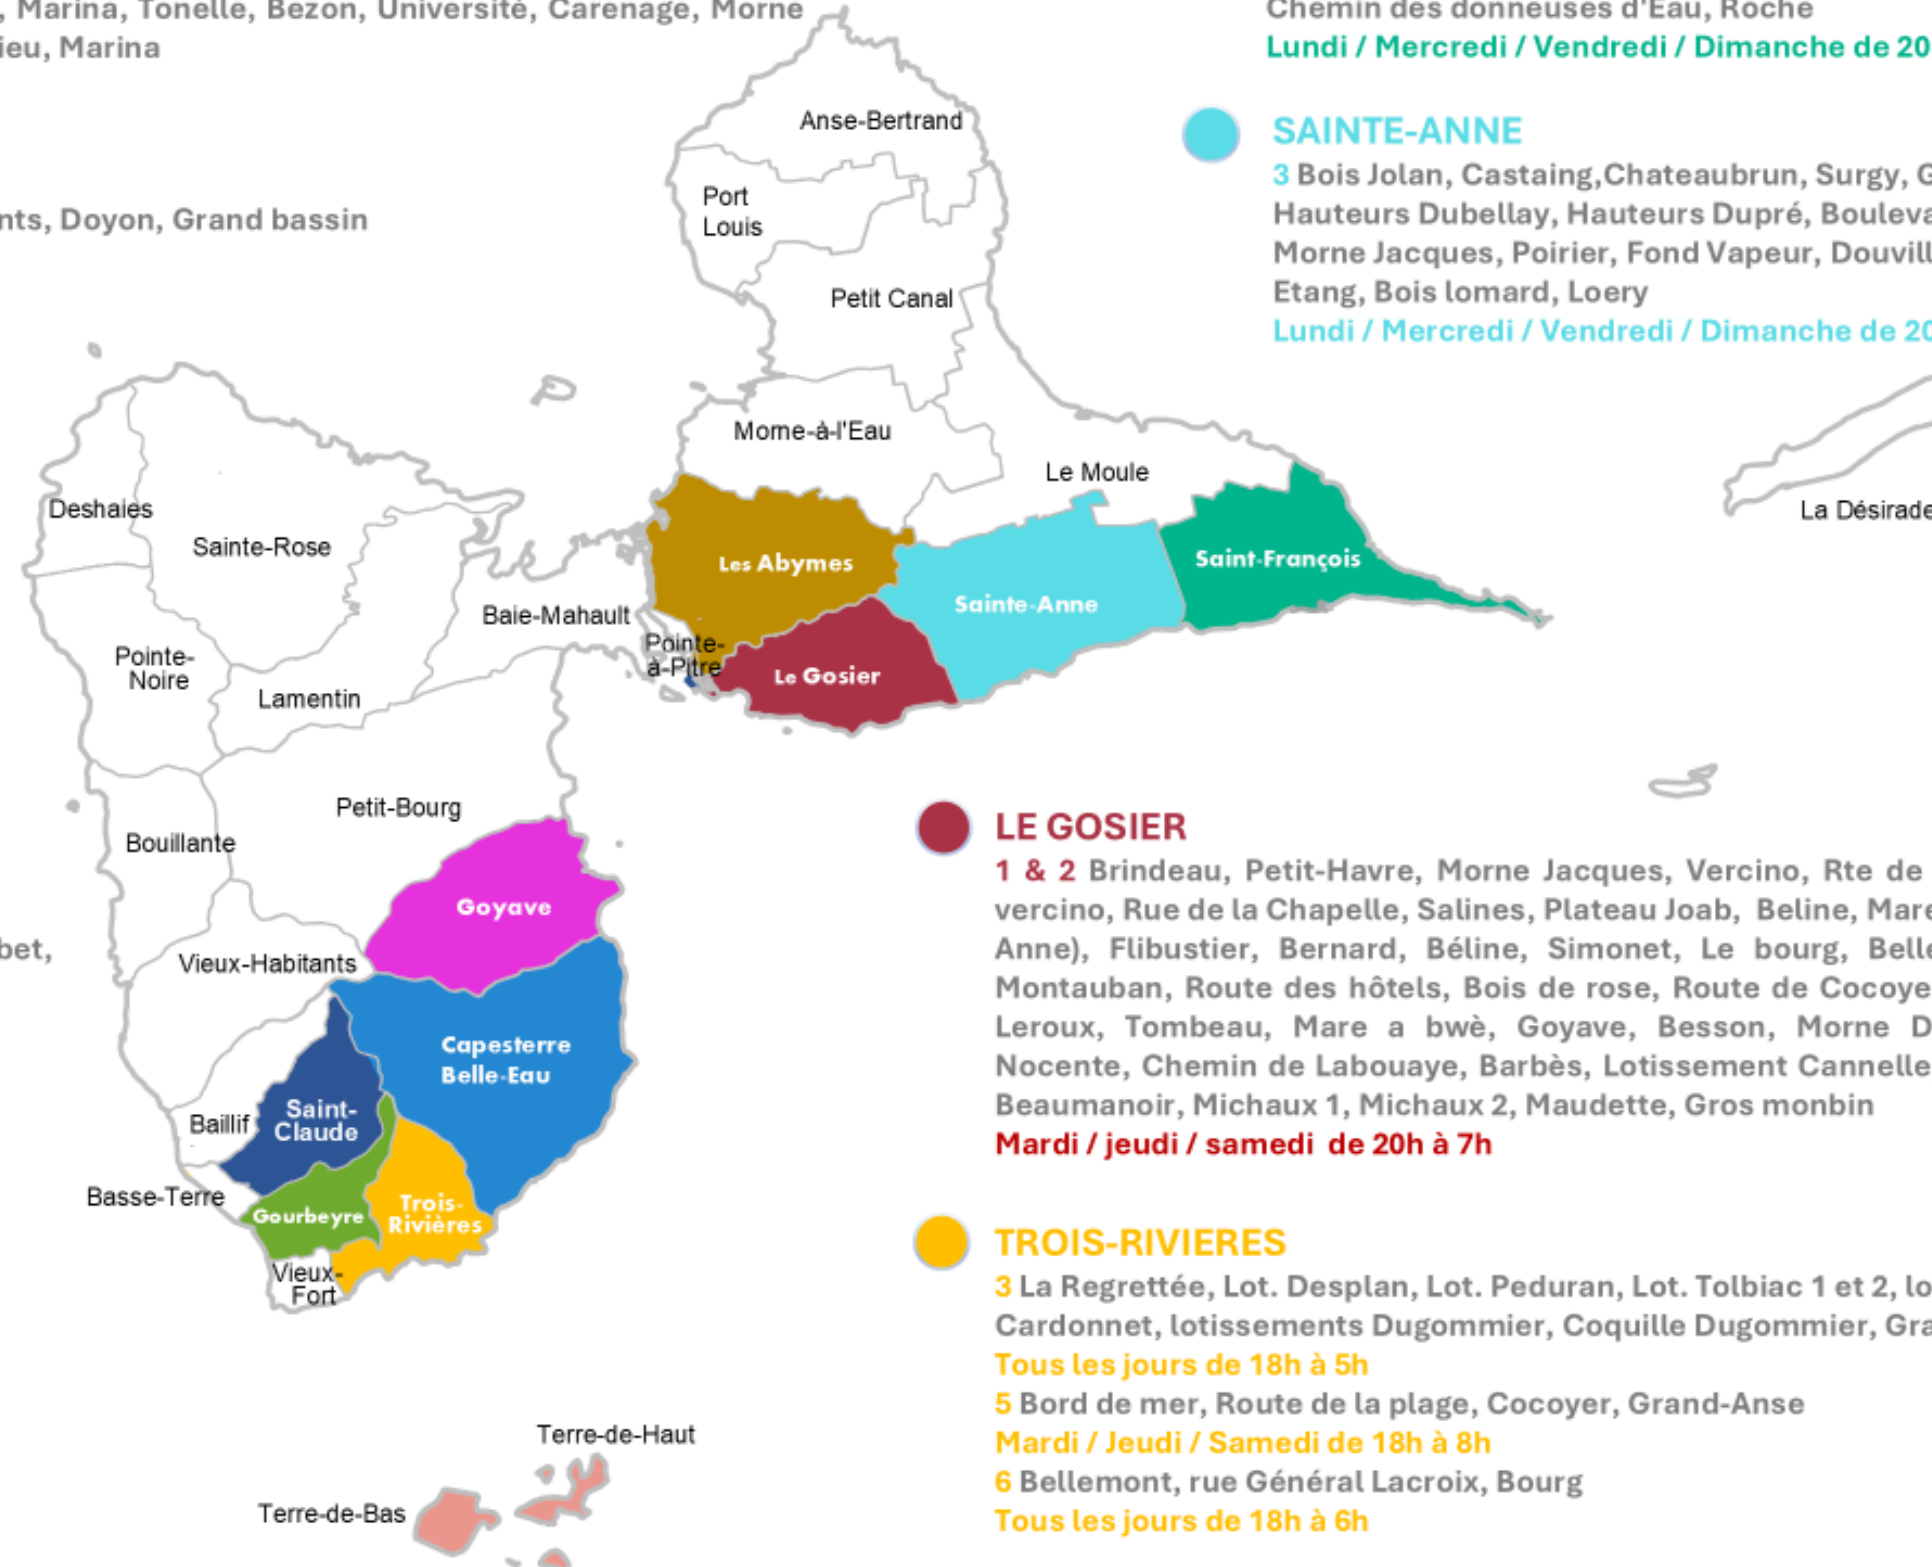 , Marina, Tonelle, Bezon, Université, Carenage, Morne
ieu, Marina
nts, Doyon, Grand bassin
bet,
Chemin des donneuses d'Eau, Roche
Lundi / Mercredi / Vendredi / Dimanche de 20
SAINTE-ANNE
3 Bois Jolan, Castaing,Chateaubrun, Surgy, G
Hauteurs Dubellay, Hauteurs Dupré, Bouleva
Morne Jacques, Poirier, Fond Vapeur, Douvill
Etang, Bois lomard, Loery
Lundi / Mercredi / Vendredi / Dimanche de 20
Anse-Bertrand
Port
Louis
Petit Canal
Morne-à-l'Eau
Le Moule
La Désirade
Deshaies
Sainte-Rose
Les Abymes
Saint-François
Sainte-Anne
Baie-Mahault
Pointe-
à-Pitre
Le Gosier
Pointe-
Noire
Lamentin
Petit-Bourg
Bouillante
Goyave
Vieux-Habitants
Capesterre
Belle-Eau
Baillif
Saint-
Claude
Basse-Terre
Gourbeyre
Trois-
Rivières
Vieux-
Fort
Terre-de-Haut
Terre-de-Bas
LE GOSIER
1 & 2 Brindeau, Petit-Havre, Morne Jacques, Vercino, Rte de
vercino, Rue de la Chapelle, Salines, Plateau Joab, Beline, Mare
Anne), Flibustier, Bernard, Béline, Simonet, Le bourg, Belle
Montauban, Route des hôtels, Bois de rose, Route de Cocoye
Leroux, Tombeau, Mare a bwè, Goyave, Besson, Morne D
Nocente, Chemin de Labouaye, Barbès, Lotissement Cannelle
Beaumanoir, Michaux 1, Michaux 2, Maudette, Gros monbin
Mardi / jeudi / samedi de 20h à 7h
TROIS-RIVIERES
3 La Regrettée, Lot. Desplan, Lot. Peduran, Lot. Tolbiac 1 et 2, lo
Cardonnet, lotissements Dugommier, Coquille Dugommier, Gra
Tous les jours de 18h à 5h
5 Bord de mer, Route de la plage, Cocoyer, Grand-Anse
Mardi / Jeudi / Samedi de 18h à 8h
6 Bellemont, rue Général Lacroix, Bourg
Tous les jours de 18h à 6h